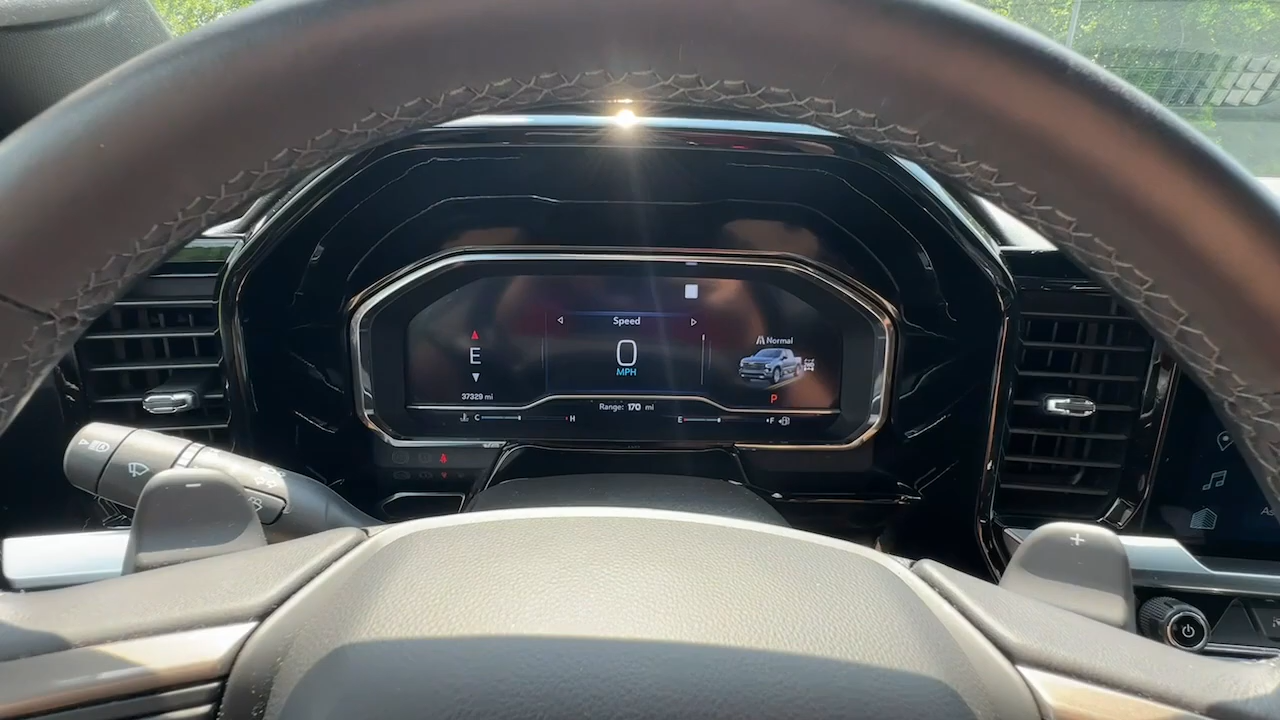 Speed
Normal
E
0
MPH
37329 mi
P
C H
Range: 170 mi
E F
−
+